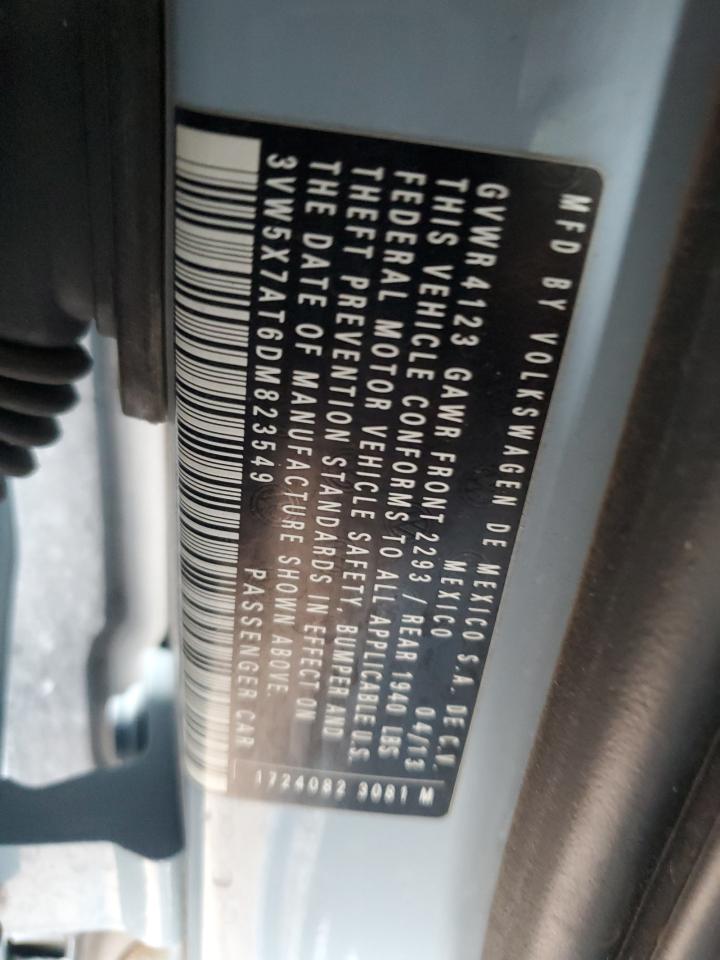 MFD BY VOLKSWAGEN DE MEXICO S.A. DE C.V.
MEXICO 04/13
GVWR 4123 GAWR FRONT 2293 / REAR 1940 LBS
THIS VEHICLE CONFORMS TO ALL APPLICABLE U.S.
FEDERAL MOTOR VEHICLE SAFETY, BUMPER AND
THEFT PREVENTION STANDARDS IN EFFECT ON
THE DATE OF MANUFACTURE SHOWN ABOVE.
3VW5X7AT6DM823549 PASSENGER CAR
1724082 3081 M